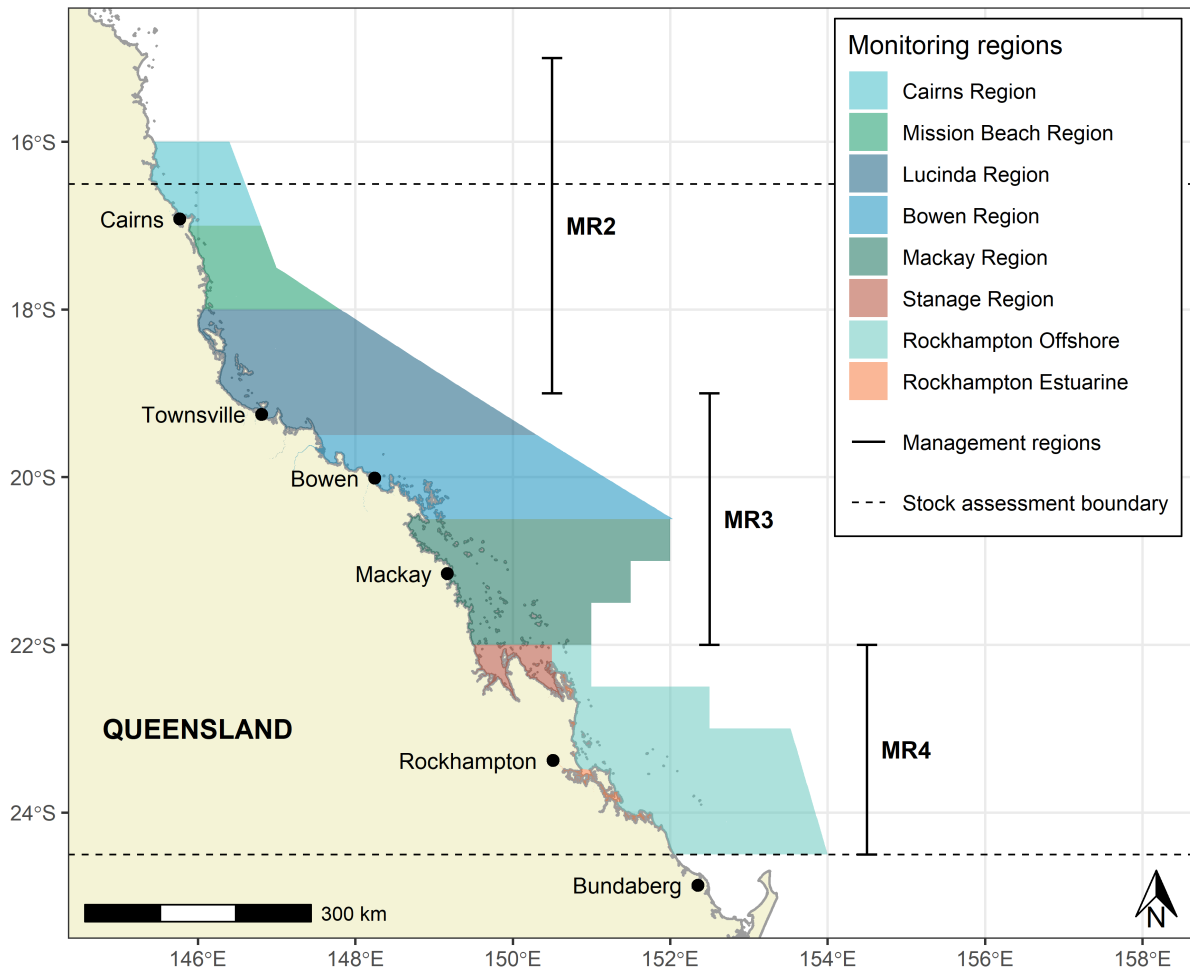 Monitoring regions
Cairns Region
Mission Beach Region
Lucinda Region
Bowen Region
Mackay Region
Stanage Region
Rockhampton Offshore
Rockhampton Estuarine
Management regions
Stock assessment boundary
16°S
18°S
20°S
22°S
24°S
Cairns
MR2
Townsville
Bowen
MR3
Mackay
QUEENSLAND
Rockhampton
MR4
Bundaberg
300 km
N
146°E
148°E
150°E
152°E
154°E
156°E
158°E